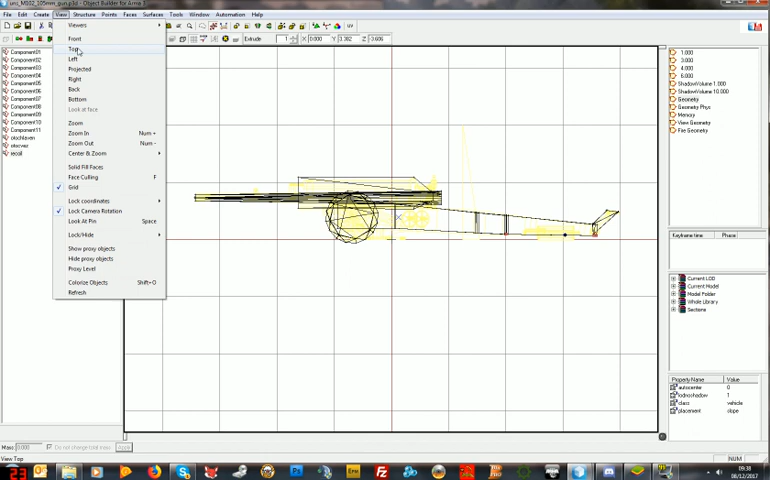 uns_M102_105mm_gun.p3d - Object Builder for Arma 3
File Edit Create View Structure Points Faces Surfaces Tools Window Automation Help
Extrude 1 X 0.000 Y 3.382 Z -3.686
Viewers
Front
Top
Left
Projected
Right
Back
Bottom
Look at face
Zoom
Zoom In Num +
Zoom Out Num -
Center & Zoom
Solid Fill Faces
Face Culling F
Grid
Lock coordinates
Lock Camera Rotation
Look At Pin Space
Lock/Hide
Show proxy objects
Hide proxy objects
Proxy Level
Colorize Objects Shift+O
Refresh
Component01
Component02
Component03
Component04
Component05
Component06
Component07
Component08
Component09
Component10
Component11
otochlaven
otocvez
recoil
1.000
3.000
4.000
6.000
ShadowVolume 1.000
ShadowVolume 10.000
Geometry
Geometry Phys
Memory
View Geometry
Fire Geometry
Keyframe time Phase
Current LOD
Current Model
Model Folder
Whole Library
Sections
Property Name Value
autocenter 0
lodnoshadow 1
class vehicle
placement slope
Mass: 0.000 Do not change total mass Apply
View Top NUM
09:38
08/12/2017